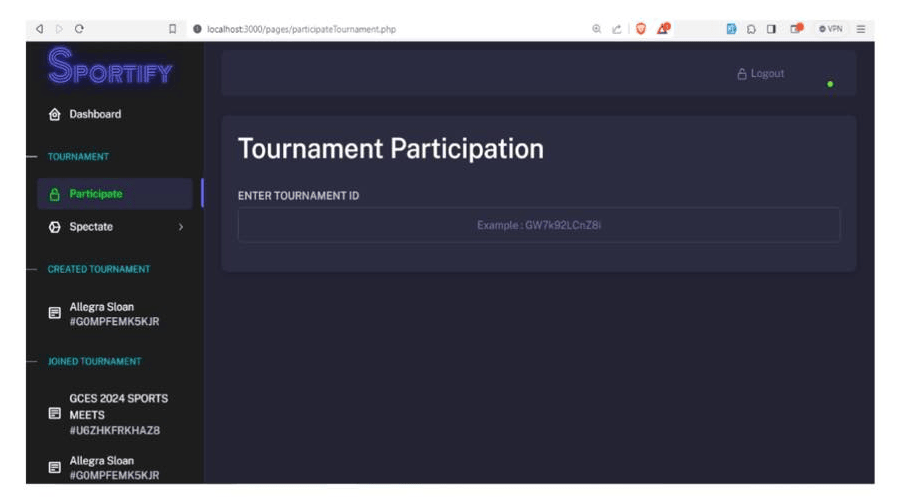 localhost:3000/pages/participateTournament.php
VPN
SPORTIFY
Logout
Dashboard
TOURNAMENT
Participate
Spectate
CREATED TOURNAMENT
Allegra Sloan
#G0MPFEMK5KJR
JOINED TOURNAMENT
GCES 2024 SPORTS
MEETS
#U6ZHKFRKHAZ8
Allegra Sloan
#G0MPFEMK5KJR
Tournament Participation
ENTER TOURNAMENT ID
Example : GW7k92LCnZ8i